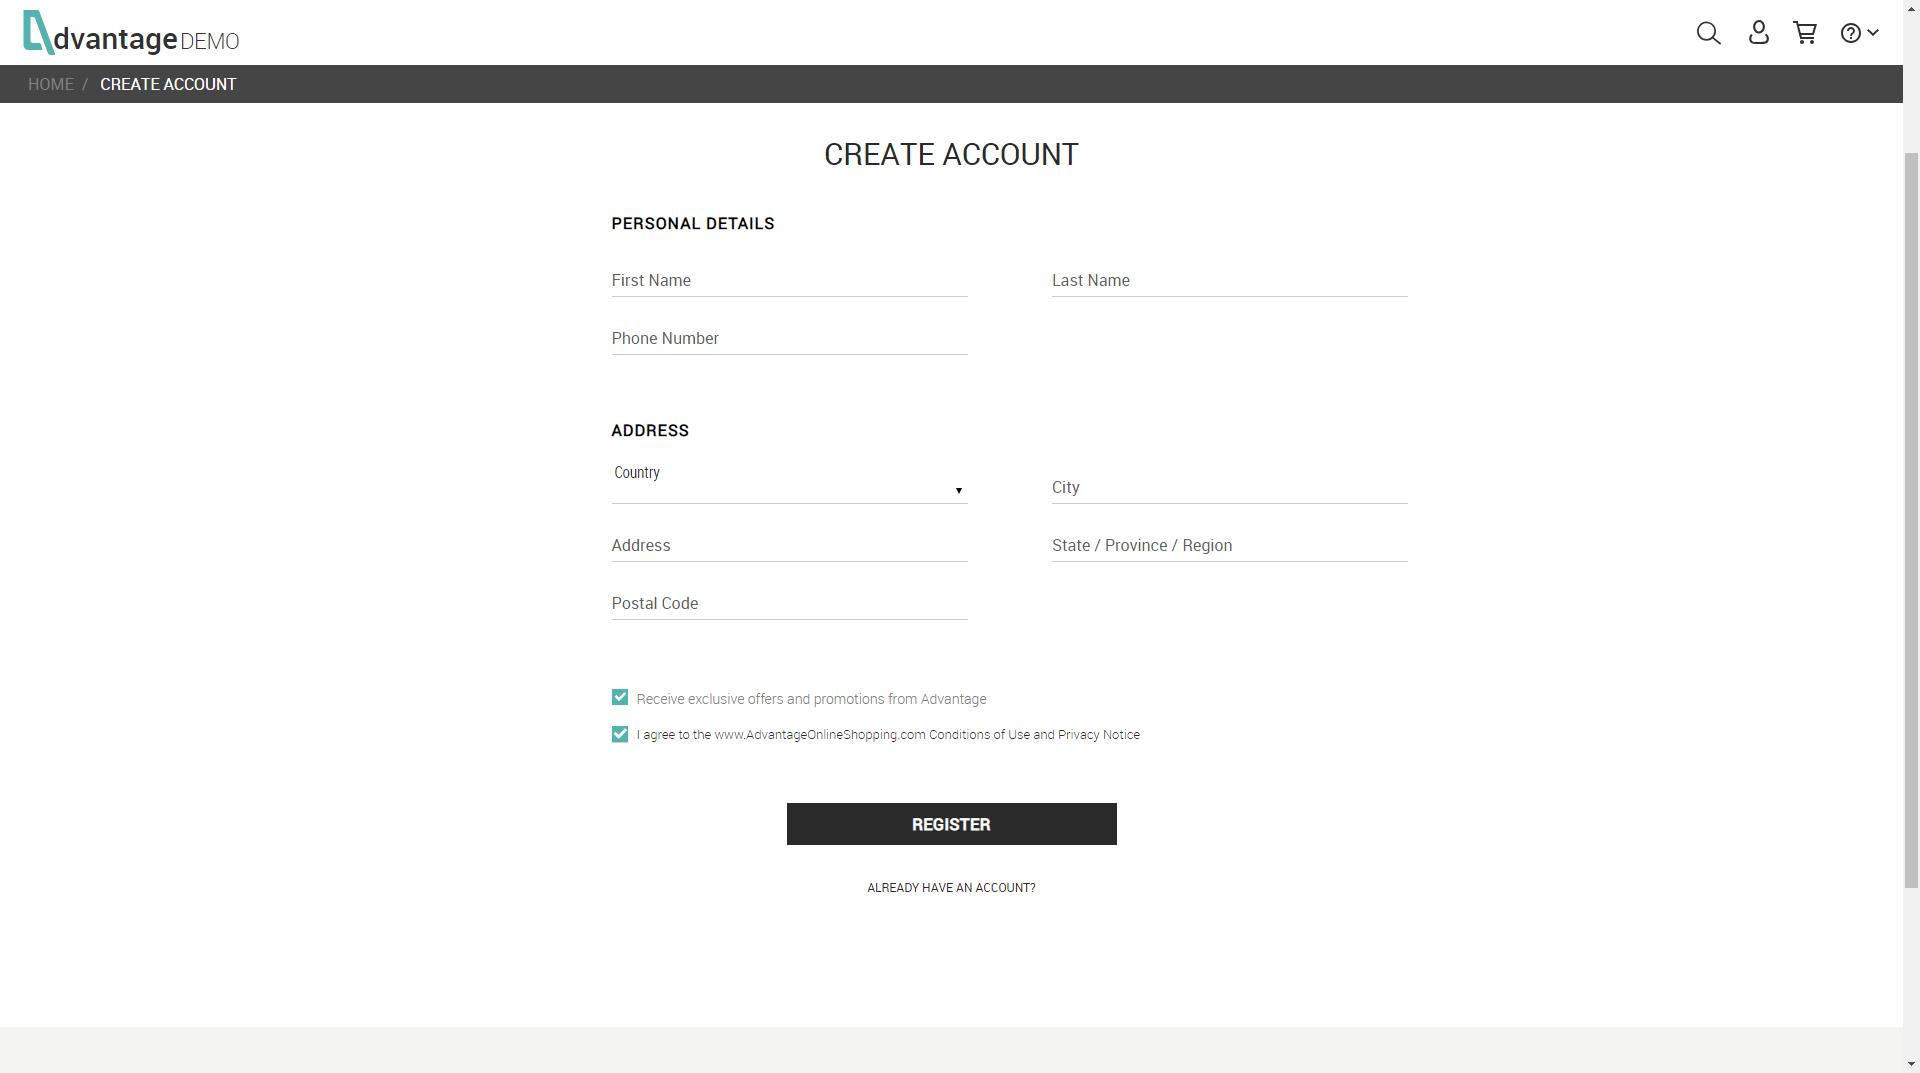 AdvantageDEMO
HOME / CREATE ACCOUNT
CREATE ACCOUNT
PERSONAL DETAILS
First Name
Last Name
Phone Number
ADDRESS
Country
City
Address
State / Province / Region
Postal Code
Receive exclusive offers and promotions from Advantage
I agree to the www.AdvantageOnlineShopping.com Conditions of Use and Privacy Notice
REGISTER
ALREADY HAVE AN ACCOUNT?